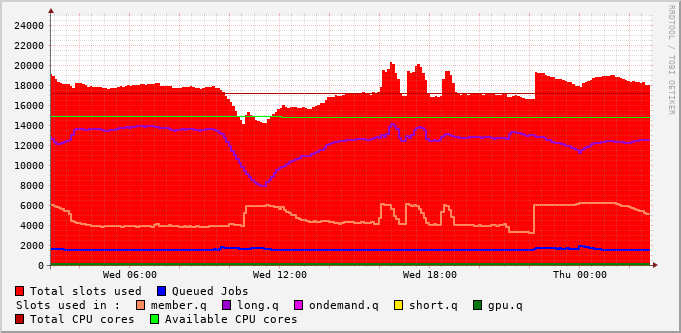 RRDTOOL / TOBI OETIKER
24000
22000
20000
18000
16000
14000
12000
10000
8000
6000
4000
2000
0
Wed 06:00 Wed 12:00 Wed 18:00 Thu 00:00
Total slots used Queued Jobs
Slots used in : member.q long.q ondemand.q short.q gpu.q
Total CPU cores Available CPU cores